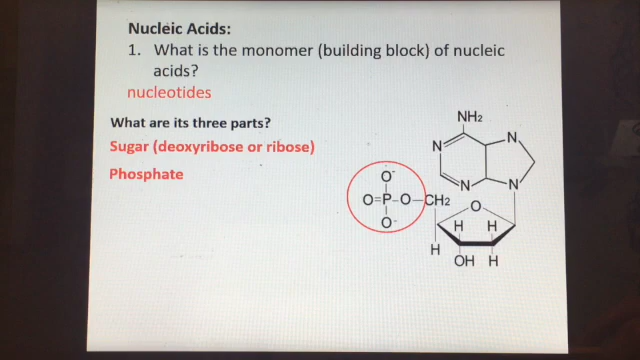 Nucleic Acids:
1. What is the monomer (building block) of nucleic
acids?
nucleotides
What are its three parts?
Sugar (deoxyribose or ribose)
Phosphate
NH2
N
N
N
N
O-
O=P-O-CH2
O-
O
H H
H
OH H